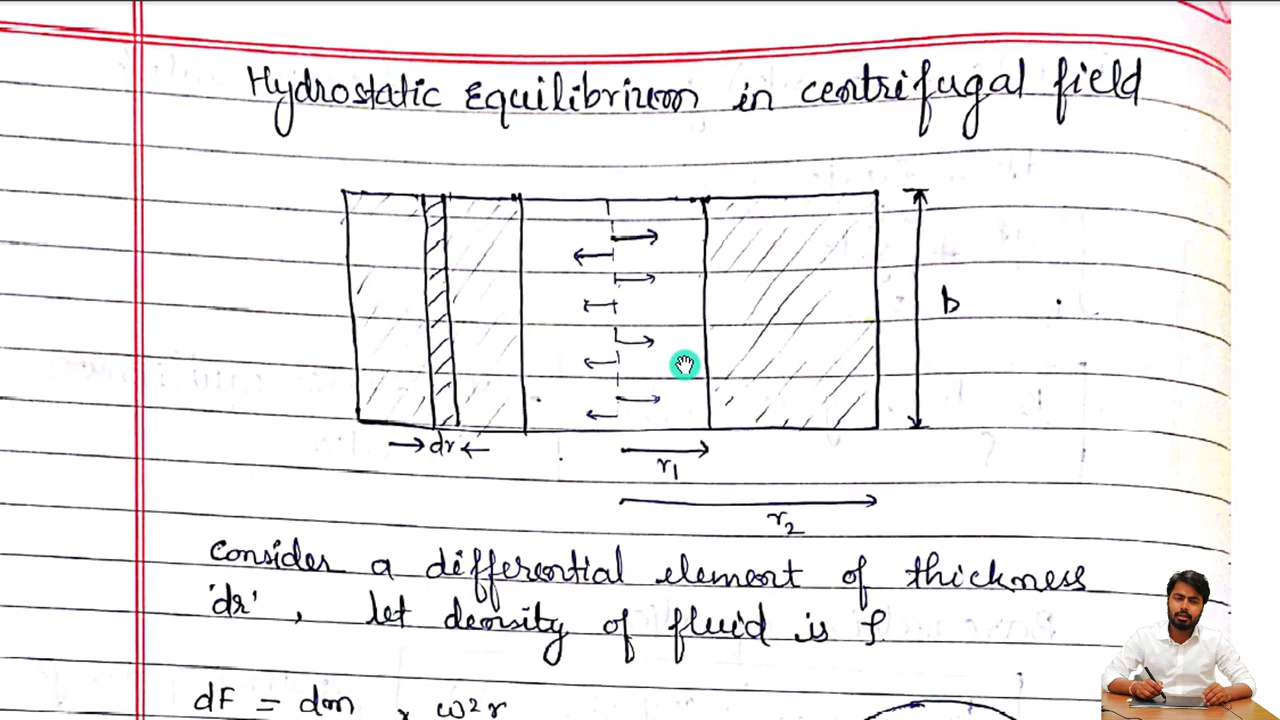 Hydrostatic Equilibrium in centrifugal field
b
dr
r1
r2
Consider a differential element of thickness
'dr', let density of fluid is ρ.
dF = dm × ω²r